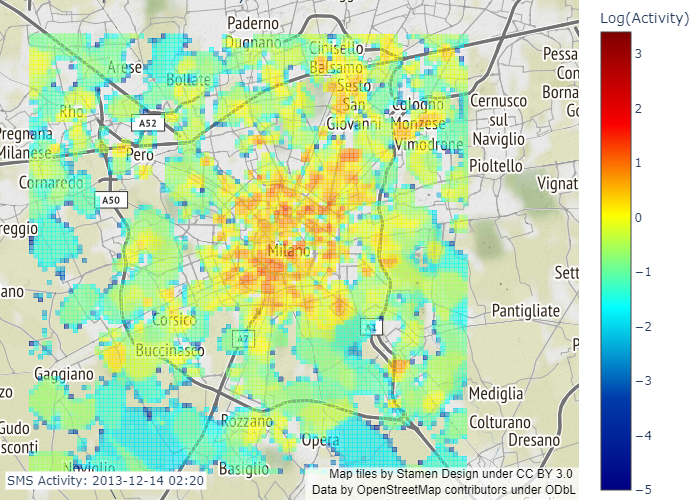 Log(Activity)
Paderno
Dugnano
Cinisello
Balsamo
Arese
Bollate
Sesto
San
Giovanni
Cologno
Monzese
Cernusco
sul
Naviglio
Pessa
Con
Borna
Go
Rho
A52
Pregnana
Milanese
Pero
Vimodrone
Pioltello
Cornaredo
A50
Vignat
reggio
Milano
Sett
ano
Pantigliate
Corsico
A7
A1
Buccinasco
P
Gaggiano
zo
Mediglia
Rozzano
Colturano
Gudo
Opera
Dresano
sconti
Noviglio
Basiglio
SMS Activity: 2013-12-14 02:20
Map tiles by Stamen Design under CC BY 3.0
Data by OpenStreetMap contributors under ODbL
3
2
1
0
−1
−2
−3
−4
−5